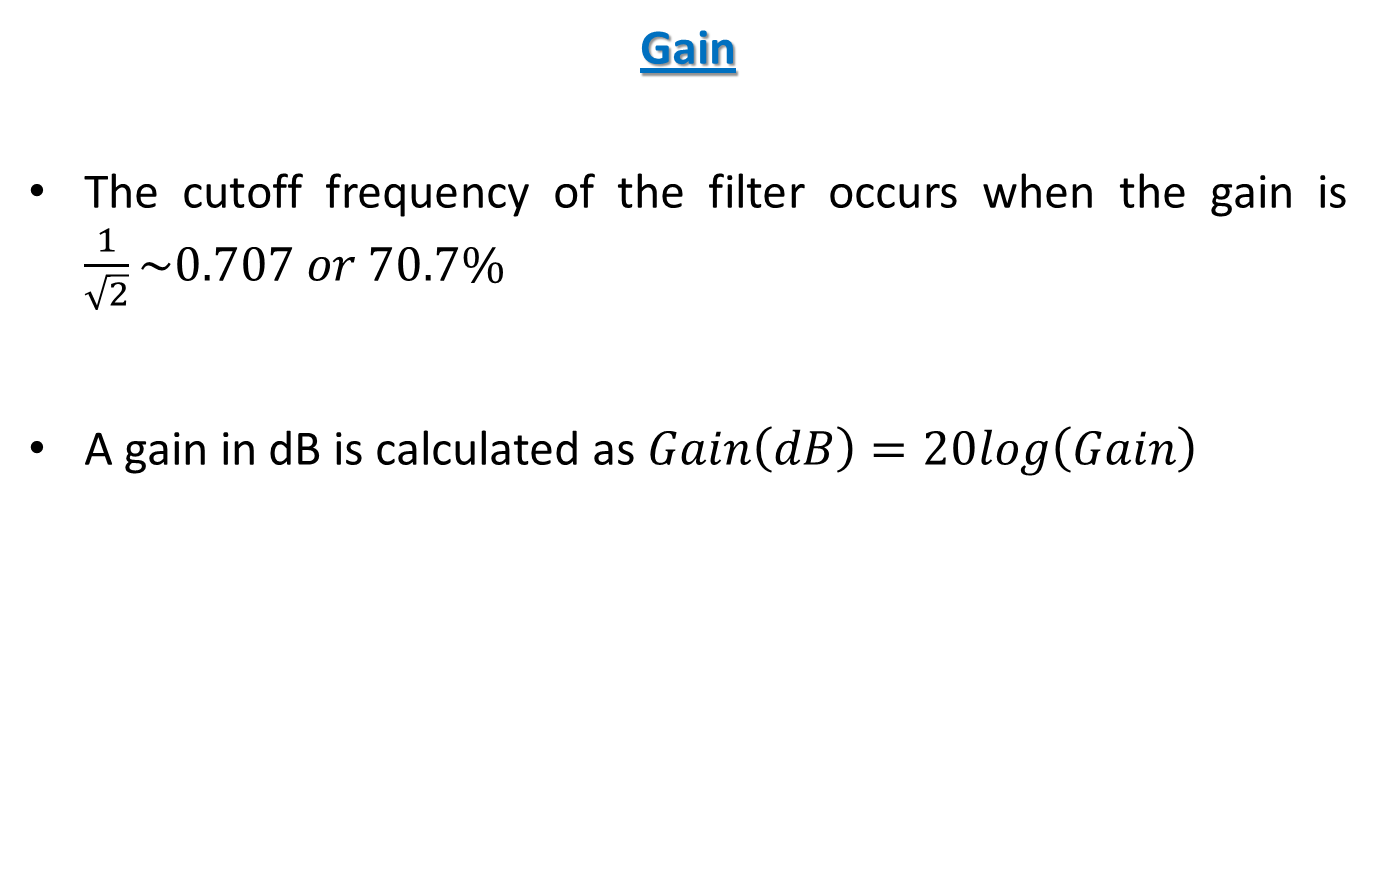 Gain
• The cutoff frequency of the filter occurs when the gain is
1/√2 ~0.707 or 70.7%
• A gain in dB is calculated as Gain(dB) = 20log(Gain)